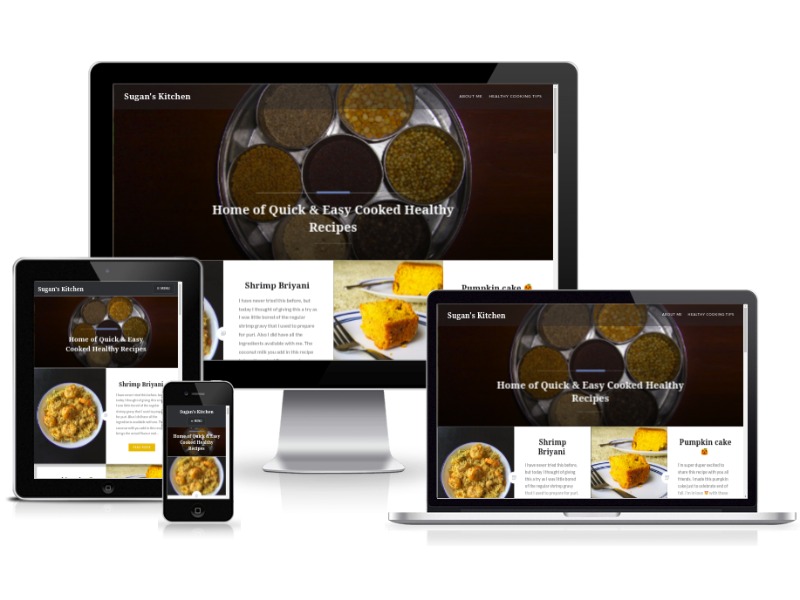 Sugan's Kitchen
ABOUT ME HEALTHY COOKING TIPS
Home of Quick & Easy Cooked Healthy
Recipes
Shrimp Briyani
I have never tried this before, but
today I thought of giving this a try as
I was little bored of the regular
shrimp gravy that I used to prepare
for puri. Also I did have all the
ingredients available with me. The
coconut milk you add in this recipe
Pumpkin cake
Sugan's Kitchen
≡ MENU
Home of Quick & Easy
Cooked Healthy Recipes
Shrimp Briyani
Sugan's Kitchen
≡ MENU
Home of Quick & Easy
Cooked Healthy
Recipes
Sugan's Kitchen
ABOUT ME HEALTHY COOKING TIPS
Home of Quick & Easy Cooked Healthy
Recipes
Shrimp
Briyani
I have never tried this before,
but today I thought of giving
this a try as I was little bored
of the regular shrimp gravy
that I used to prepare for puri
Pumpkin cake
I'm super duper excited to
share this recipe with you all
friends. I made this pumpkin
cake just to celebrate end of